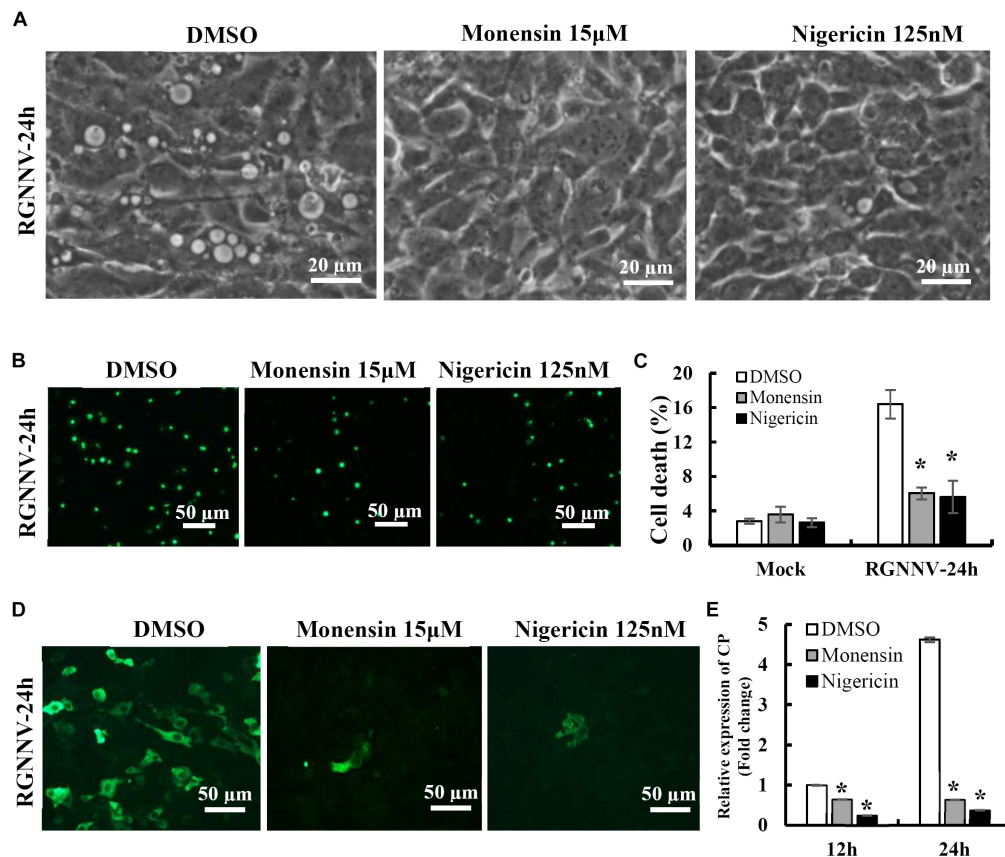 A
DMSO
Monensin 15μM
Nigericin 125nM
RGNNV-24h
20 μm
20 μm
20 μm
B
DMSO
Monensin 15μM
Nigericin 125nM
RGNNV-24h
50 μm
50 μm
50 μm
C
Cell death (%)
20
16
12
8
4
0
DMSO
Monensin
Nigericin
*
*
Mock
RGNNV-24h
D
DMSO
Monensin 15μM
Nigericin 125nM
RGNNV-24h
50 μm
50 μm
50 μm
E
Relative expression of CP
(Fold change)
5
4
3
2
1
0
DMSO
Monensin
Nigericin
*
*
*
*
12h
24h